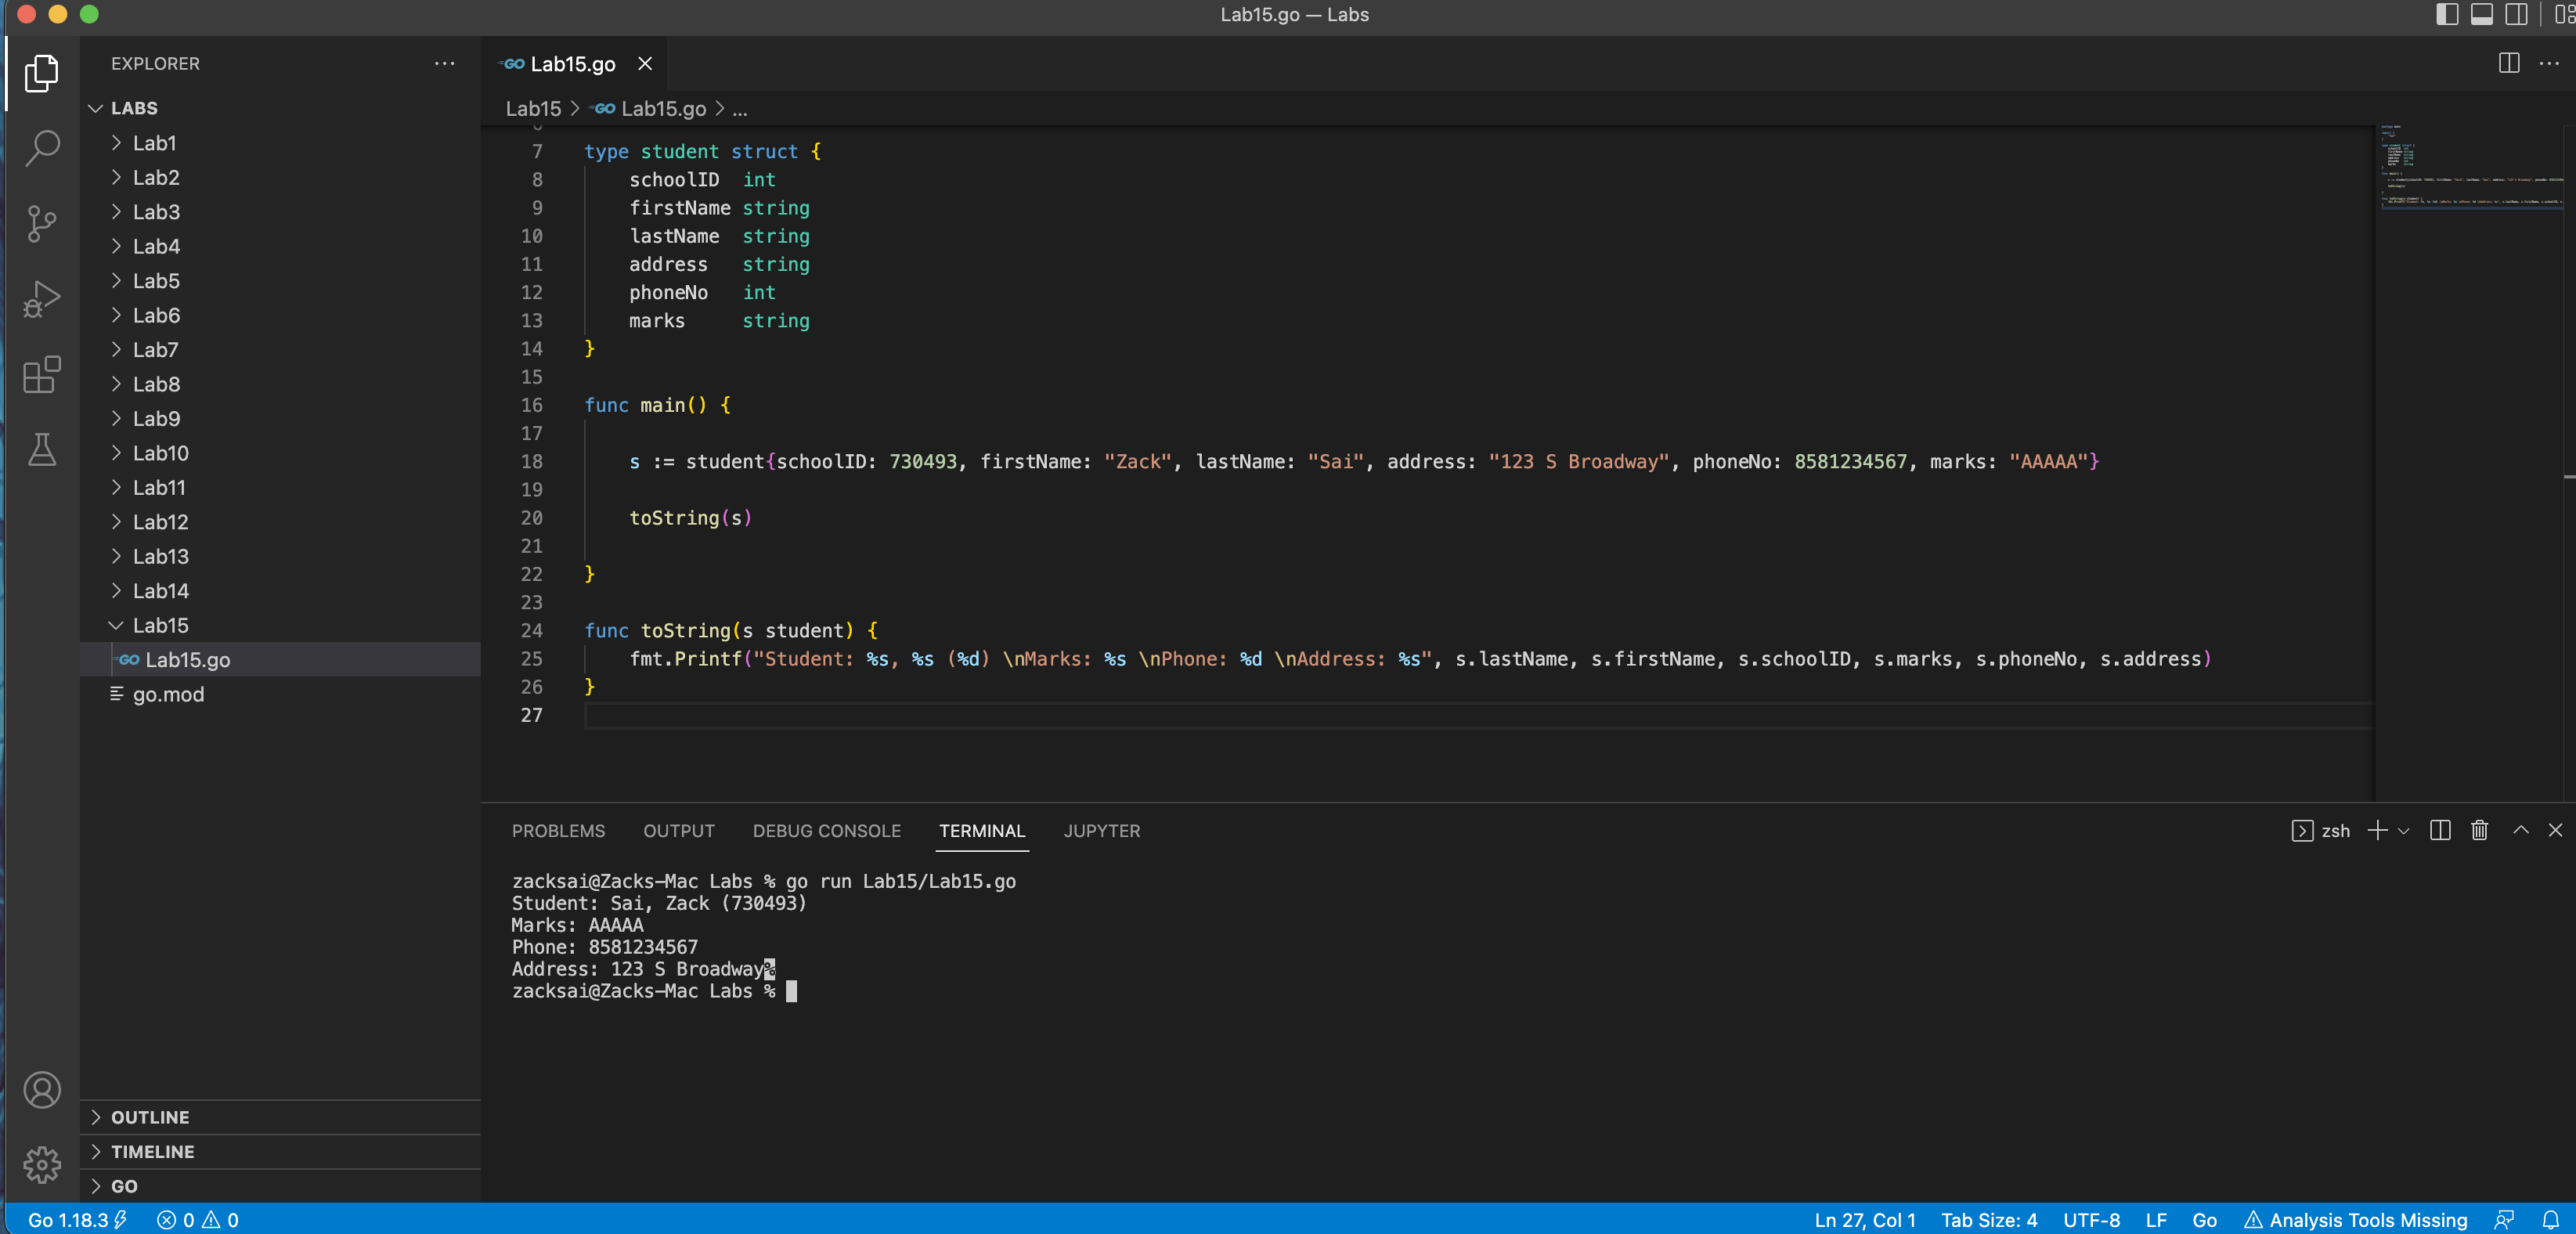 Lab15.go — Labs
EXPLORER
LABS
Lab1
Lab2
Lab3
Lab4
Lab5
Lab6
Lab7
Lab8
Lab9
Lab10
Lab11
Lab12
Lab13
Lab14
Lab15
GO Lab15.go
go.mod
OUTLINE
TIMELINE
GO
GO Lab15.go
Lab15 > GO Lab15.go > ...
7 type student struct {
8 schoolID int
9 firstName string
10 lastName string
11 address string
12 phoneNo int
13 marks string
14 }
15
16 func main() {
17
18 s := student{schoolID: 730493, firstName: "Zack", lastName: "Sai", address: "123 S Broadway", phoneNo: 8581234567, marks: "AAAAA"}
19
20 toString(s)
21
22 }
23
24 func toString(s student) {
25 fmt.Printf("Student: %s, %s (%d) \nMarks: %s \nPhone: %d \nAddress: %s", s.lastName, s.firstName, s.schoolID, s.marks, s.phoneNo, s.address)
26 }
27
PROBLEMS OUTPUT DEBUG CONSOLE TERMINAL JUPYTER
zsh
zacksai@Zacks-Mac Labs % go run Lab15/Lab15.go
Student: Sai, Zack (730493)
Marks: AAAAA
Phone: 8581234567
Address: 123 S Broadway%
zacksai@Zacks-Mac Labs %
Go 1.18.3 0 0 Ln 27, Col 1 Tab Size: 4 UTF-8 LF Go Analysis Tools Missing